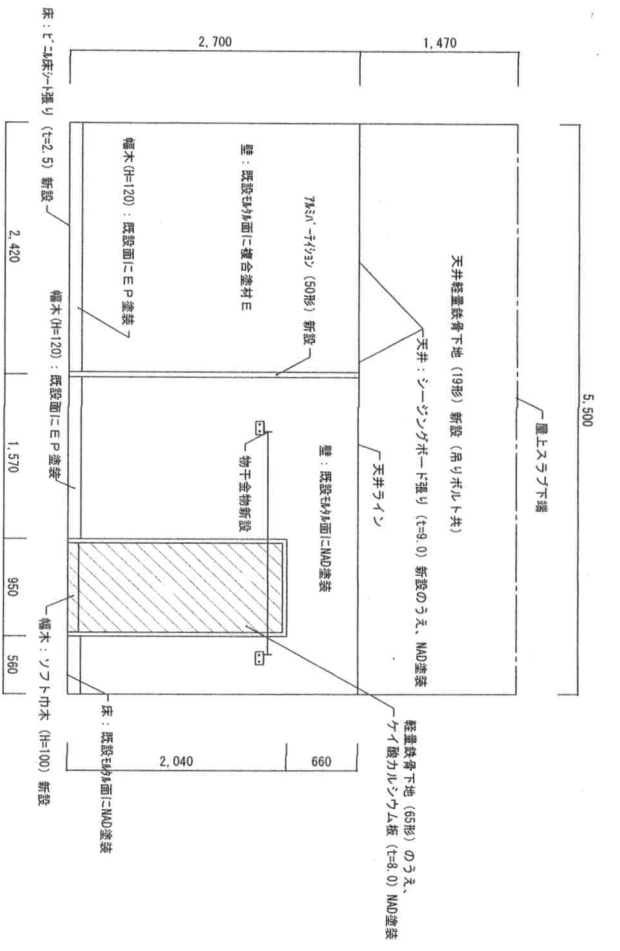 5,500
屋上スラブ下端
1,470
2,700
天井軽量鉄骨下地 (19形) 新設 (吊りボルト共)
天井：シージングボード張り (t=9.0) 新設のうえ、NAD塗装
天井ライン
アルミパーテイション (50形) 新設
壁：既設モルタル面に複合塗材E
壁：既設モルタル面にNAD塗装
物干金物新設
幅木(H=120)：既設面にEP塗装
軽量鉄骨下地 (65形) のうえ、
ケイ酸カルシウム板 (t=8.0) NAD塗装
660
2,040
床：ビニル床シート張り (t=2.5) 新設
幅木(H=120)：既設面にEP塗装
幅木：ソフト巾木 (H=100) 新設
床：既設モルタル面にNAD塗装
2,420
1,570
950
560